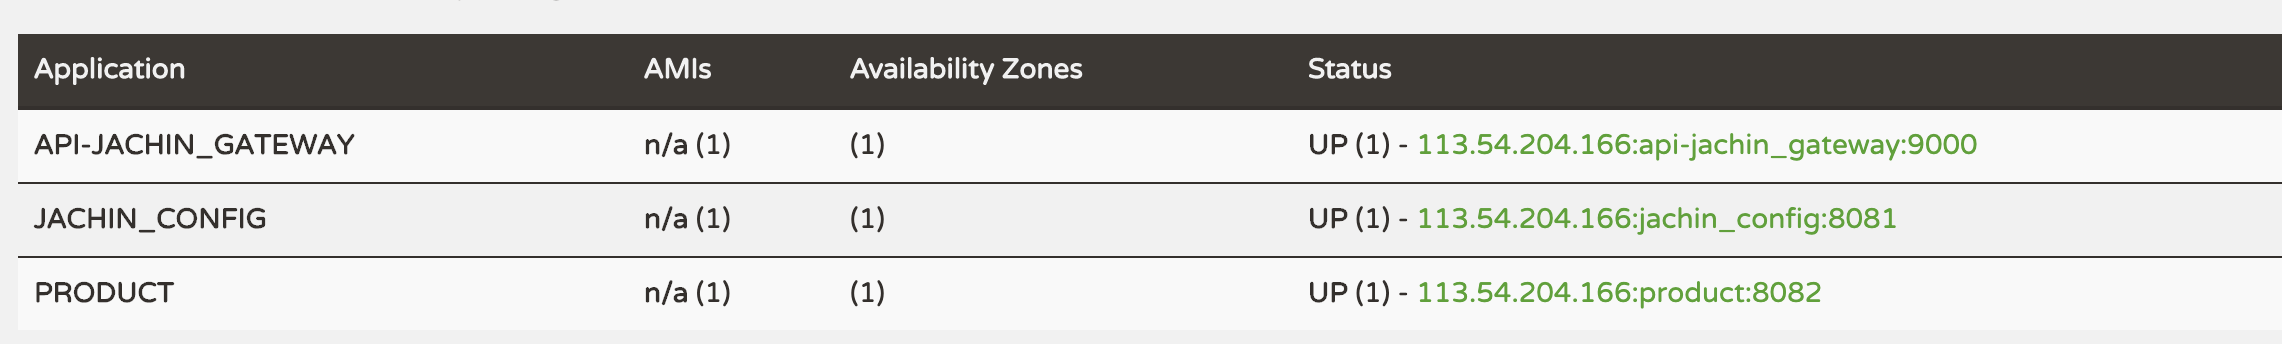 Application AMIs Availability Zones Status
API-JACHIN_GATEWAY n/a (1) (1) UP (1) - 113.54.204.166:api-jachin_gateway:9000
JACHIN_CONFIG n/a (1) (1) UP (1) - 113.54.204.166:jachin_config:8081
PRODUCT n/a (1) (1) UP (1) - 113.54.204.166:product:8082